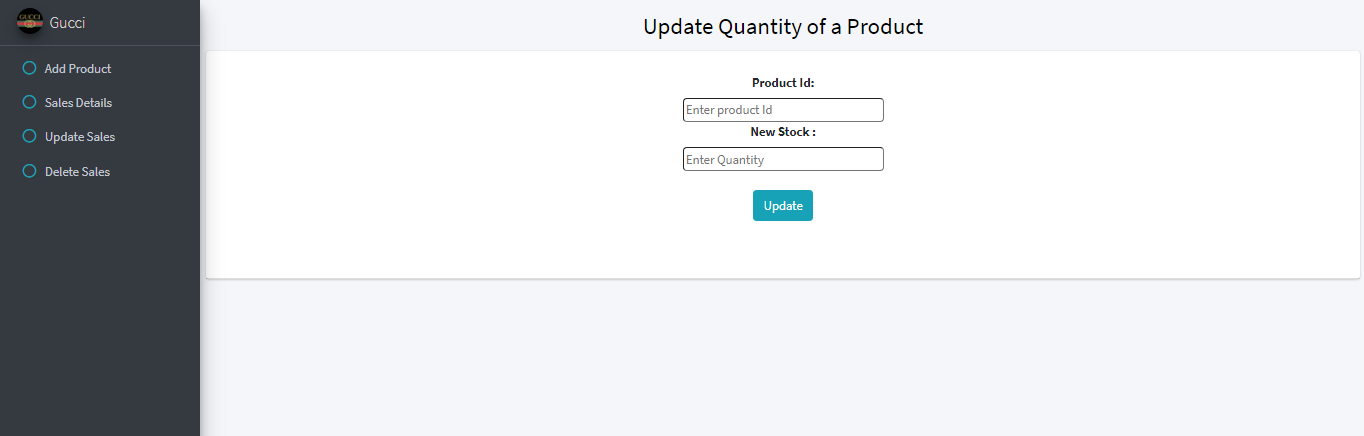 GUCCI
Gucci
Add Product
Sales Details
Update Sales
Delete Sales
Update Quantity of a Product
Product Id:
Enter product Id
New Stock :
Enter Quantity
Update